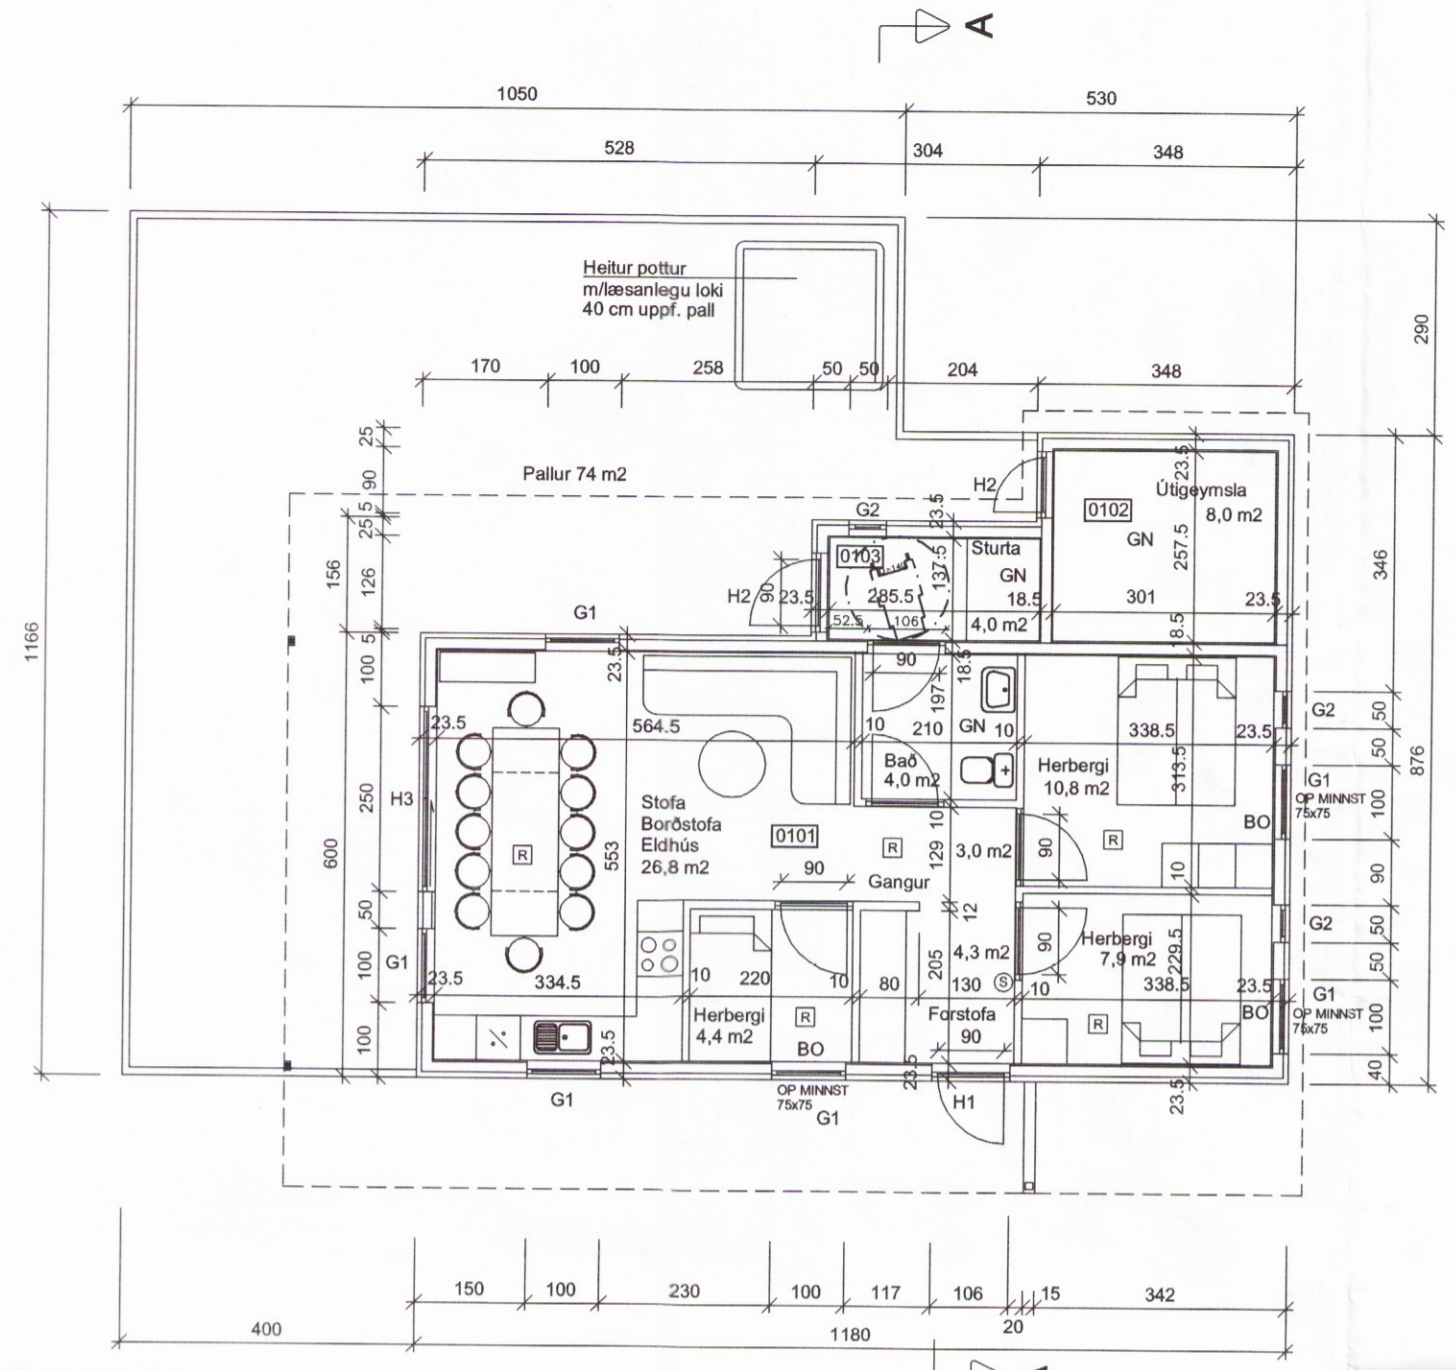 A
1050
530
528
304
348
Heitur pottur
m/læsanlegu loki
40 cm uppf. pall
290
170
100
258
50
50
204
348
25
90
5
25
156
126
5
Pallur 74 m2
H2
23.5
Útigeymsla
0102
8,0 m2
GN
257.5
G2
23.5
0103
Sturta
137.5
GN
346
H2
90
23.5
285.5
18.5
301
23.5
52.5
106
4,0 m2
18.5
G1
1166
100
23.5
90
18.5
197
G2
50
23.5
564.5
10
210
GN
10
338.5
23.5
50
313.5
876
Bað
4,0 m2
Herbergi
10,8 m2
G1
OP MINNST
75x75
100
H3
250
Stofa
Borðstofa
Eldhús
26,8 m2
0101
10
BO
600
R
553
R
129
3,0 m2
90
R
90
Gangur
10
90
50
12
G2
50
4,3 m2
90
Herbergi
7,9 m2
229.5
50
G1
100
23.5
334.5
10
220
10
80
205
130
S
10
338.5
23.5
G1
OP MINNST
75x75
100
Herbergi
4,4 m2
R
Forstofa
90
R
BO
100
23.5
BO
23.5
40
G1
OP MINNST
75x75
G1
H1
23.5
150
100
230
100
117
106
15
342
20
400
1180